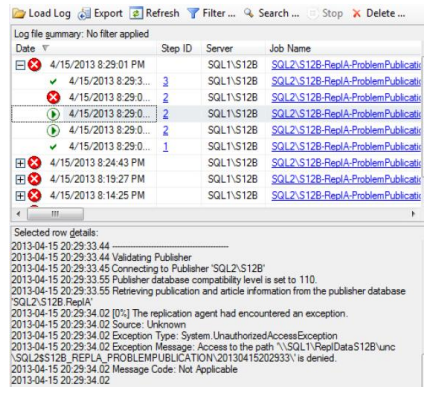 Load Log Export Refresh Filter ... Search ... Stop Delete ...
Log file summary: No filter applied
Date Step ID Server Job Name
4/15/2013 8:29:01 PM SQL1\S12B SQL2\S12B-ReplA-ProblemPublicatio
4/15/2013 8:29:3... 3 SQL1\S12B SQL2\S12B-ReplA-ProblemPublicatio
4/15/2013 8:29:0... 2 SQL1\S12B SQL2\S12B-ReplA-ProblemPublicatio
4/15/2013 8:29:0... 2 SQL1\S12B SQL2\S12B-ReplA-ProblemPublicatio
4/15/2013 8:29:0... 2 SQL1\S12B SQL2\S12B-ReplA-ProblemPublicatio
4/15/2013 8:29:0... 1 SQL1\S12B SQL2\S12B-ReplA-ProblemPublicatio
4/15/2013 8:24:43 PM SQL1\S12B SQL2\S12B-ReplA-ProblemPublicatio
4/15/2013 8:19:27 PM SQL1\S12B SQL2\S12B-ReplA-ProblemPublicatio
4/15/2013 8:14:25 PM SQL1\S12B SQL2\S12B-ReplA-ProblemPublicatio
Selected row details:
2013-04-15 20:29:33.44 ----------------------------------------
2013-04-15 20:29:33.44 Validating Publisher
2013-04-15 20:29:33.45 Connecting to Publisher 'SQL2\S12B'
2013-04-15 20:29:33.55 Publisher database compatibility level is set to 110.
2013-04-15 20:29:33.55 Retrieving publication and article information from the publisher database
'SQL2\S12B.ReplA'
2013-04-15 20:29:34.02 [0%] The replication agent had encountered an exception.
2013-04-15 20:29:34.02 Source: Unknown
2013-04-15 20:29:34.02 Exception Type: System.UnauthorizedAccessException
2013-04-15 20:29:34.02 Exception Message: Access to the path '\\SQL1\ReplDataS12B\unc
\SQL2$S12B_REPLA_PROBLEMPUBLICATION\20130415202933\' is denied.
2013-04-15 20:29:34.02 Message Code: Not Applicable
2013-04-15 20:29:34.02